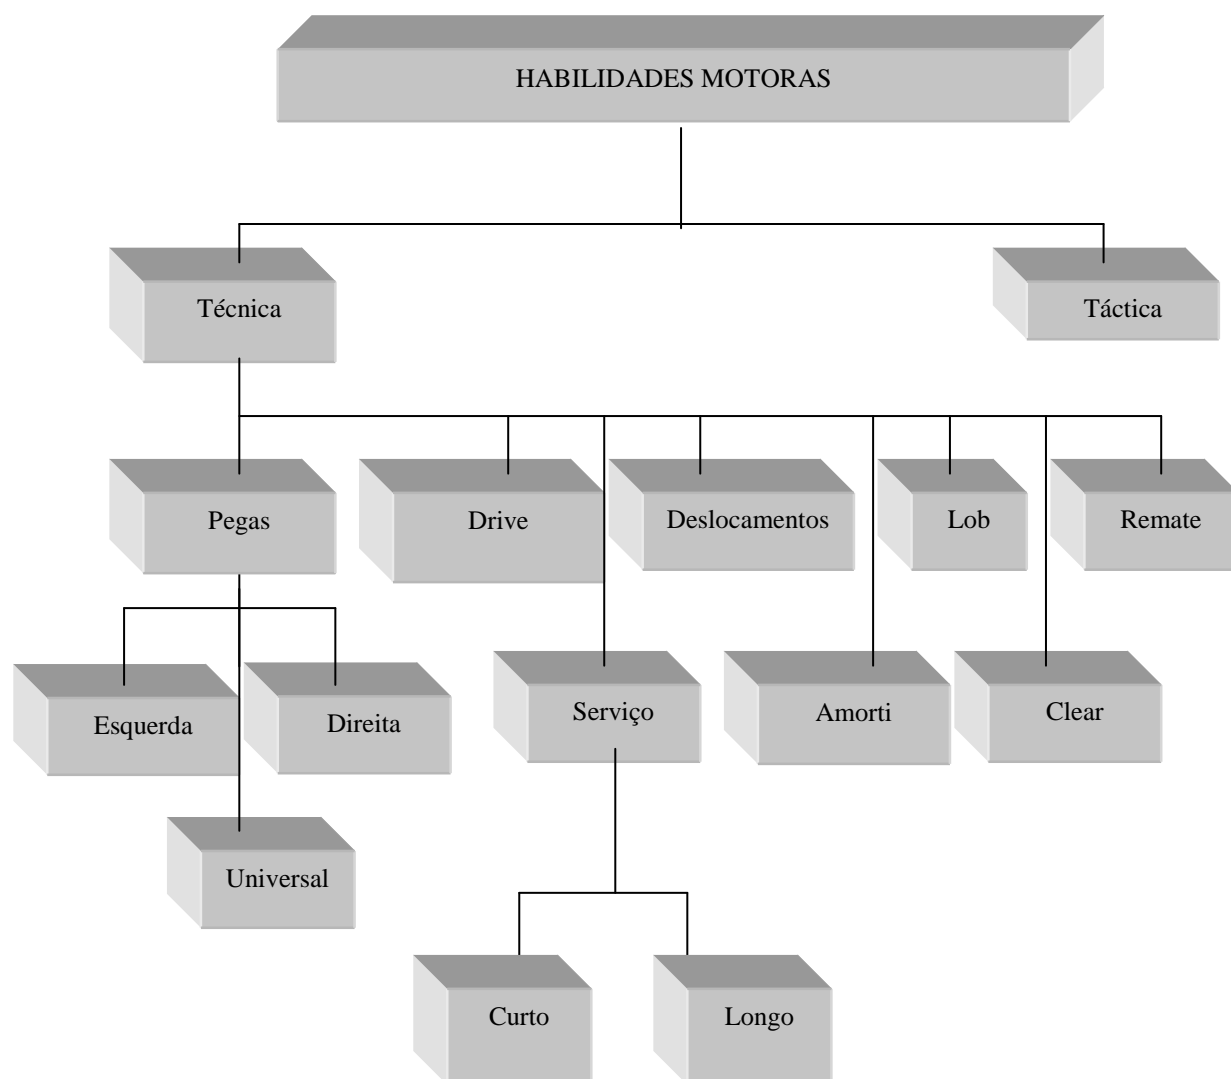 HABILIDADES MOTORAS
Técnica
Táctica
Pegas
Drive
Deslocamentos
Lob
Remate
Esquerda
Direita
Serviço
Amorti
Clear
Universal
Curto
Longo